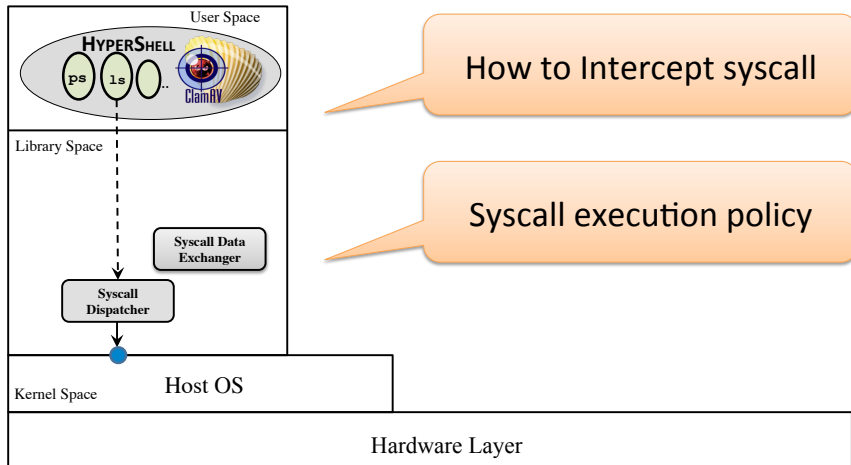 User Space
HYPERSHELL
ps
ls
..
ClamAV
How to Intercept syscall
Library Space
Syscall execution policy
Syscall Data
Exchanger
Syscall
Dispatcher
Host OS
Kernel Space
Hardware Layer